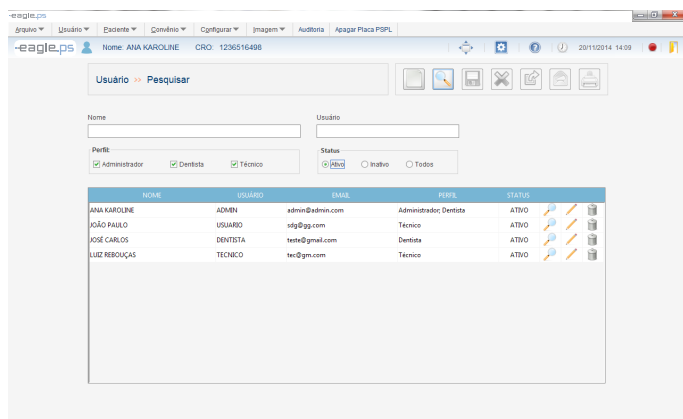 -eagle.ps
Arquivo Usuário Paciente Convênio Configurar Imagem Auditoria Apagar Placa PSPL
-eagle.ps Nome: ANA KAROLINE CRO: 1236516498 20/11/2014 14:09
Usuário >> Pesquisar
Nome Usuário
Perfil: Status
Administrador Dentista Técnico Ativo Inativo Todos
NOME USUÁRIO EMAIL PERFIL STATUS
ANA KAROLINE ADMIN admin@admin.com Administrador, Dentista ATIVO
JOÃO PAULO USUARIO sdg@gg.com Técnico ATIVO
JOSÉ CARLOS DENTISTA teste@gmail.com Dentista ATIVO
LUIZ REBOUÇAS TECNICO tec@gm.com Técnico ATIVO